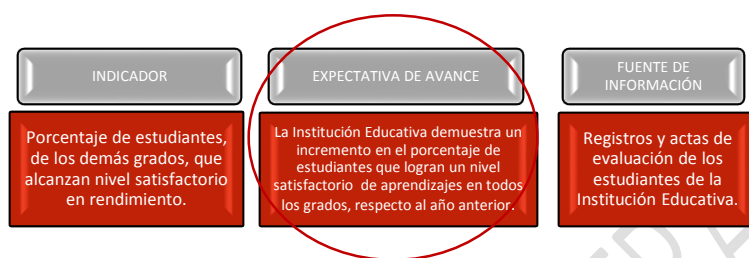 INDICADOR
Porcentaje de estudiantes,
de los demás grados, que
alcanzan nivel satisfactorio
en rendimiento.
EXPECTATIVA DE AVANCE
La Institución Educativa demuestra un
incremento en el porcentaje de
estudiantes que logran un nivel
satisfactorio de aprendizajes en todos
los grados, respecto al año anterior.
FUENTE DE
INFORMACIÓN
Registros y actas de
evaluación de los
estudiantes de la
Institución Educativa.